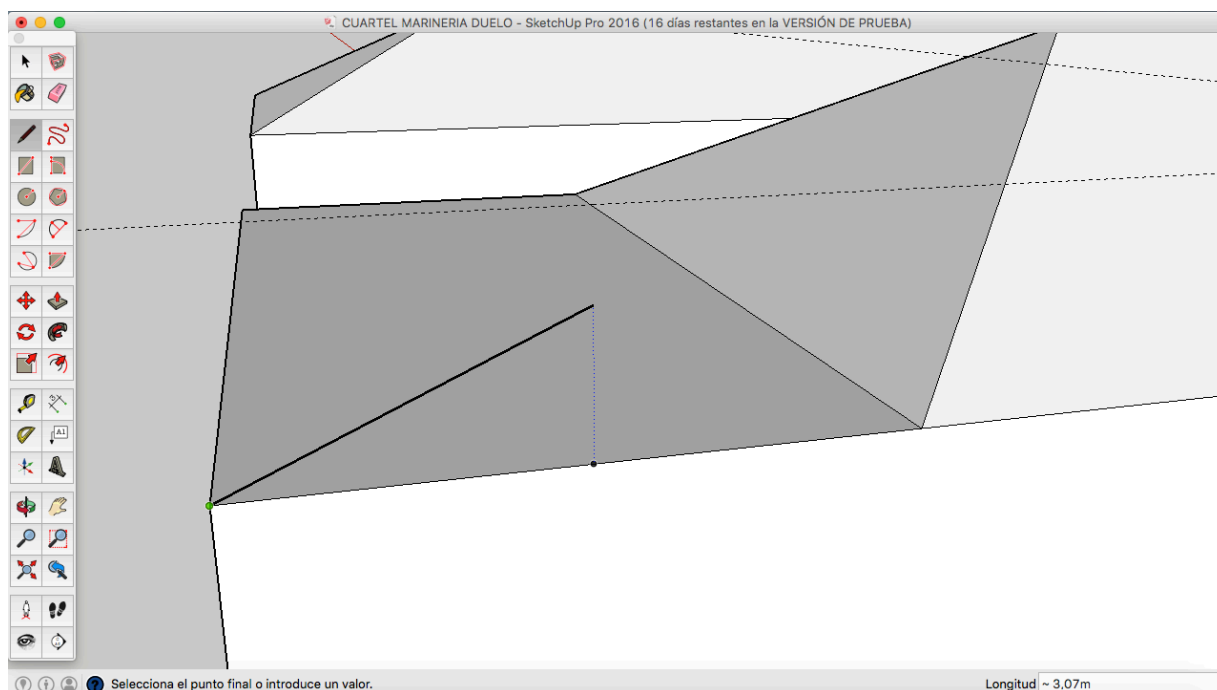 CUARTEL MARINERIA DUELO - SketchUp Pro 2016 (16 días restantes en la VERSIÓN DE PRUEBA)
A1
Selecciona el punto final o introduce un valor.
Longitud ~ 3,07m